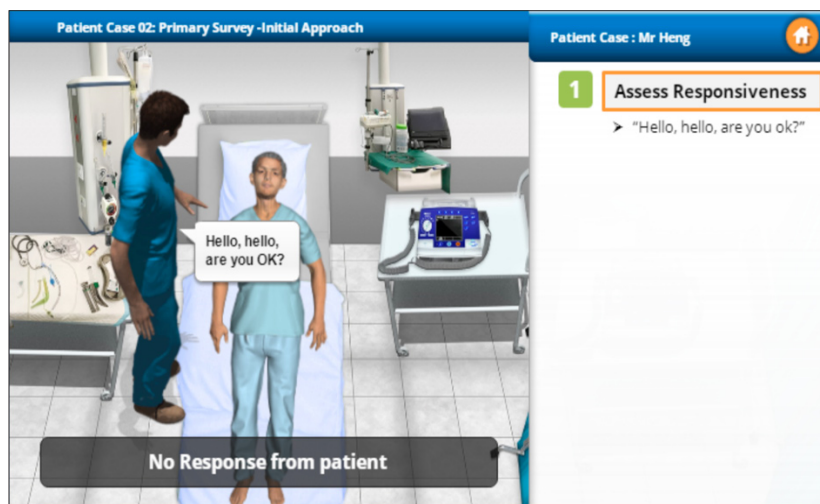 Patient Case 02: Primary Survey -Initial Approach
Patient Case : Mr Heng
1
Assess Responsiveness
➤ “Hello, hello, are you ok?”
Hello, hello,
are you OK?
No Response from patient